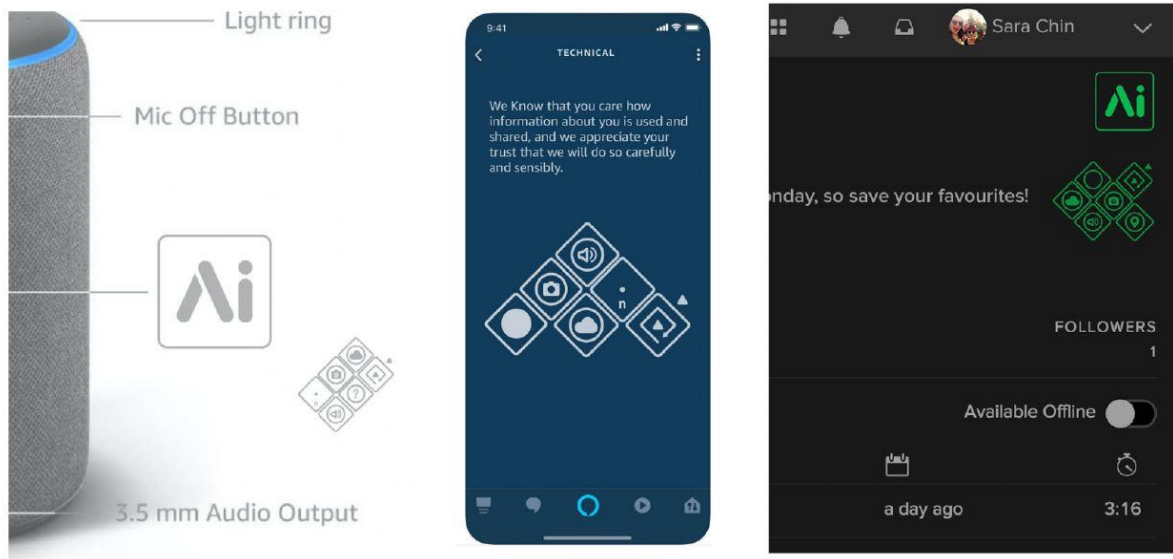 Light ring
Mic Off Button
Ai
n
?
3.5 mm Audio Output
9:41
TECHNICAL
We Know that you care how
information about you is used and
shared, and we appreciate your
trust that we will do so carefully
and sensibly.
n
Sara Chin
Ai
onday, so save your favourites!
FOLLOWERS
1
Available Offline
a day ago
3:16